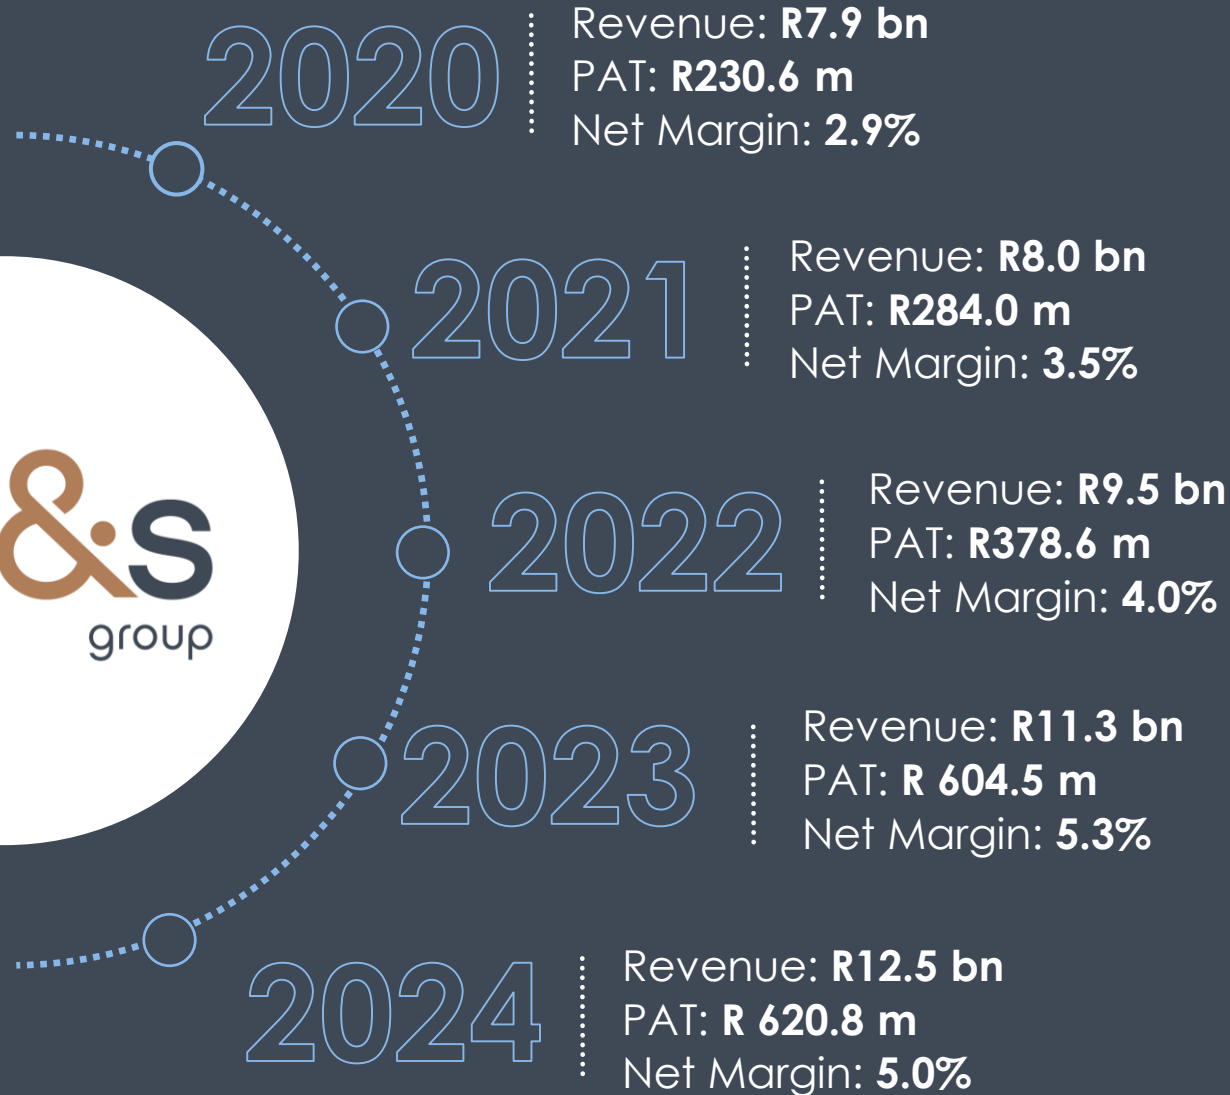 2020
Revenue: R7.9 bn
PAT: R230.6 m
Net Margin: 2.9%
2021
Revenue: R8.0 bn
PAT: R284.0 m
Net Margin: 3.5%
&s
group
2022
Revenue: R9.5 bn
PAT: R378.6 m
Net Margin: 4.0%
2023
Revenue: R11.3 bn
PAT: R 604.5 m
Net Margin: 5.3%
2024
Revenue: R12.5 bn
PAT: R 620.8 m
Net Margin: 5.0%